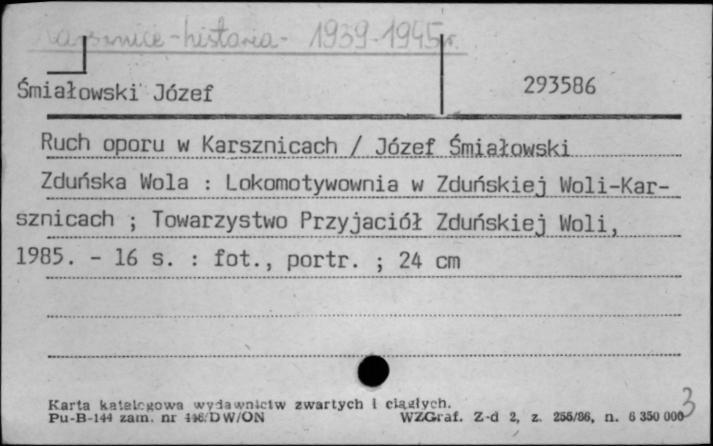 Karsznice - historia - 1939-1945 r.
Śmiałowski Józef 293586
Ruch oporu w Karsznicach / Józef Śmiałowski
Zduńska Wola : Lokomotywownia w Zduńskiej Woli-Kar-
sznicach ; Towarzystwo Przyjaciół Zduńskiej Woli,
1985. - 16 s. : fot., portr. ; 24 cm
Karta katalogowa wydawnictw zwartych i ciągłych.
Pu-B-144 zam. nr 446/DW/ON WZGraf. Z-d 2, z. 255/86, n. 6 350 000
3